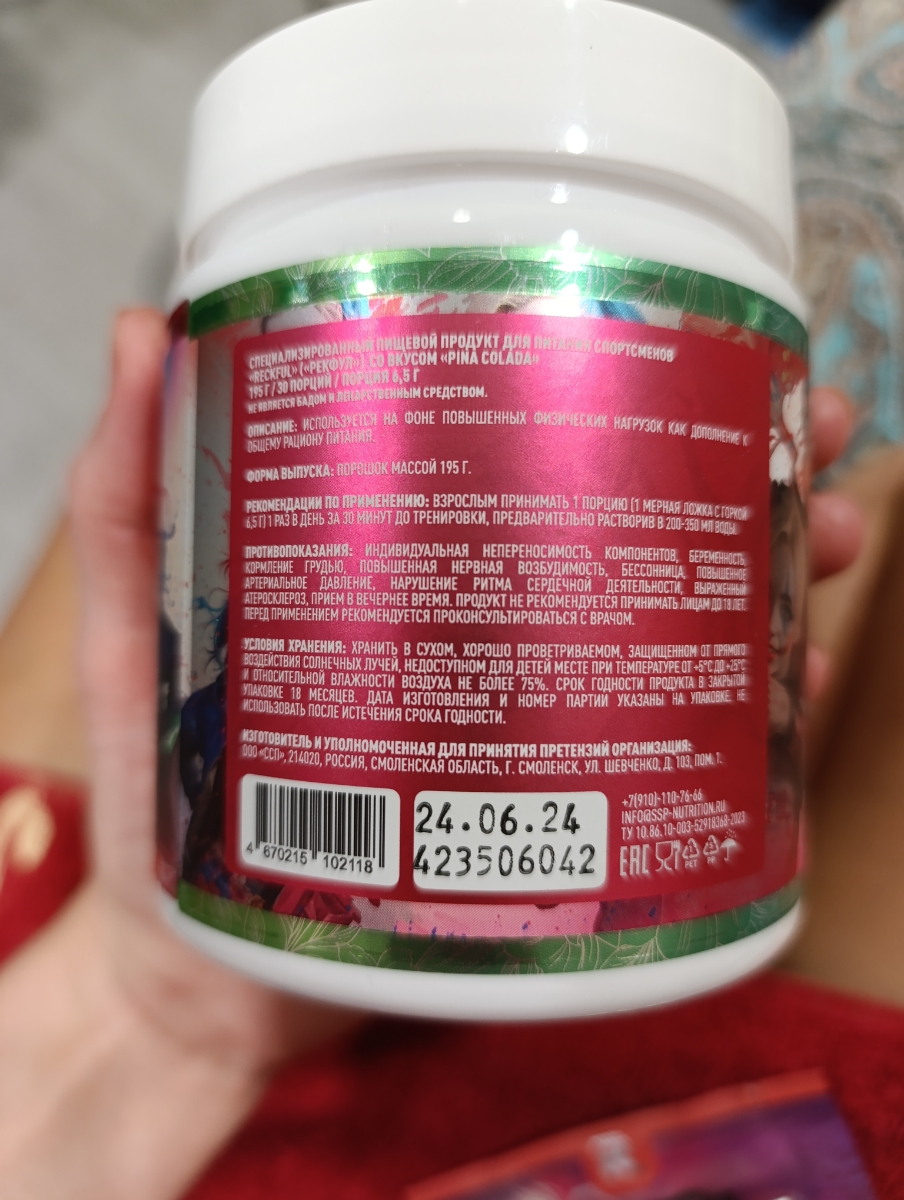 СПЕЦИАЛИЗИРОВАННЫЙ ПИЩЕВОЙ ПРОДУКТ ДЛЯ ПИТАНИЯ СПОРТСМЕНОВ
«RECKFUL» («РЕКФУЛ») СО ВКУСОМ «PINA COLADA»
195 Г / 30 ПОРЦИЙ / ПОРЦИЯ 6,5 Г
НЕ ЯВЛЯЕТСЯ БАДОМ И ЛЕКАРСТВЕННЫМ СРЕДСТВОМ.
ОПИСАНИЕ: ИСПОЛЬЗУЕТСЯ НА ФОНЕ ПОВЫШЕННЫХ ФИЗИЧЕСКИХ НАГРУЗОК КАК ДОПОЛНЕНИЕ К
ОБЩЕМУ РАЦИОНУ ПИТАНИЯ.
ФОРМА ВЫПУСКА: ПОРОШОК МАССОЙ 195 Г.
РЕКОМЕНДАЦИИ ПО ПРИМЕНЕНИЮ: ВЗРОСЛЫМ ПРИНИМАТЬ 1 ПОРЦИЮ (1 МЕРНАЯ ЛОЖКА С ГОРКОЙ
6,5 Г) 1 РАЗ В ДЕНЬ ЗА 30 МИНУТ ДО ТРЕНИРОВКИ, ПРЕДВАРИТЕЛЬНО РАСТВОРИВ В 200-350 МЛ ВОДЫ.
ПРОТИВОПОКАЗАНИЯ: ИНДИВИДУАЛЬНАЯ НЕПЕРЕНОСИМОСТЬ КОМПОНЕНТОВ, БЕРЕМЕННОСТЬ,
КОРМЛЕНИЕ ГРУДЬЮ, ПОВЫШЕННАЯ НЕРВНАЯ ВОЗБУДИМОСТЬ, БЕССОННИЦА, ПОВЫШЕННОЕ
АРТЕРИАЛЬНОЕ ДАВЛЕНИЕ, НАРУШЕНИЕ РИТМА СЕРДЕЧНОЙ ДЕЯТЕЛЬНОСТИ, ВЫРАЖЕННЫЙ
АТЕРОСКЛЕРОЗ, ПРИЕМ В ВЕЧЕРНЕЕ ВРЕМЯ. ПРОДУКТ НЕ РЕКОМЕНДУЕТСЯ ПРИНИМАТЬ ЛИЦАМ ДО 18 ЛЕТ.
ПЕРЕД ПРИМЕНЕНИЕМ РЕКОМЕНДУЕТСЯ ПРОКОНСУЛЬТИРОВАТЬСЯ С ВРАЧОМ.
УСЛОВИЯ ХРАНЕНИЯ: ХРАНИТЬ В СУХОМ, ХОРОШО ПРОВЕТРИВАЕМОМ, ЗАЩИЩЕННОМ ОТ ПРЯМОГО
ВОЗДЕЙСТВИЯ СОЛНЕЧНЫХ ЛУЧЕЙ, НЕДОСТУПНОМ ДЛЯ ДЕТЕЙ МЕСТЕ ПРИ ТЕМПЕРАТУРЕ ОТ +5°С ДО +25°С
И ОТНОСИТЕЛЬНОЙ ВЛАЖНОСТИ ВОЗДУХА НЕ БОЛЕЕ 75%. СРОК ГОДНОСТИ ПРОДУКТА В ЗАКРЫТОЙ
УПАКОВКЕ 18 МЕСЯЦЕВ. ДАТА ИЗГОТОВЛЕНИЯ И НОМЕР ПАРТИИ УКАЗАНЫ НА УПАКОВКЕ. НЕ
ИСПОЛЬЗОВАТЬ ПОСЛЕ ИСТЕЧЕНИЯ СРОКА ГОДНОСТИ.
ИЗГОТОВИТЕЛЬ И УПОЛНОМОЧЕННАЯ ДЛЯ ПРИНЯТИЯ ПРЕТЕНЗИЙ ОРГАНИЗАЦИЯ:
ООО «ССП», 214020, РОССИЯ, СМОЛЕНСКАЯ ОБЛАСТЬ, Г. СМОЛЕНСК, УЛ. ШЕВЧЕНКО, Д. 103, ПОМ. 1.
4 670215 102118
24.06.24
423506042
+7(910)-110-76-66
INFO@SSP-NUTRITION.RU
ТУ 10.86.10-003-52918368-2023
EAC
PET
PP